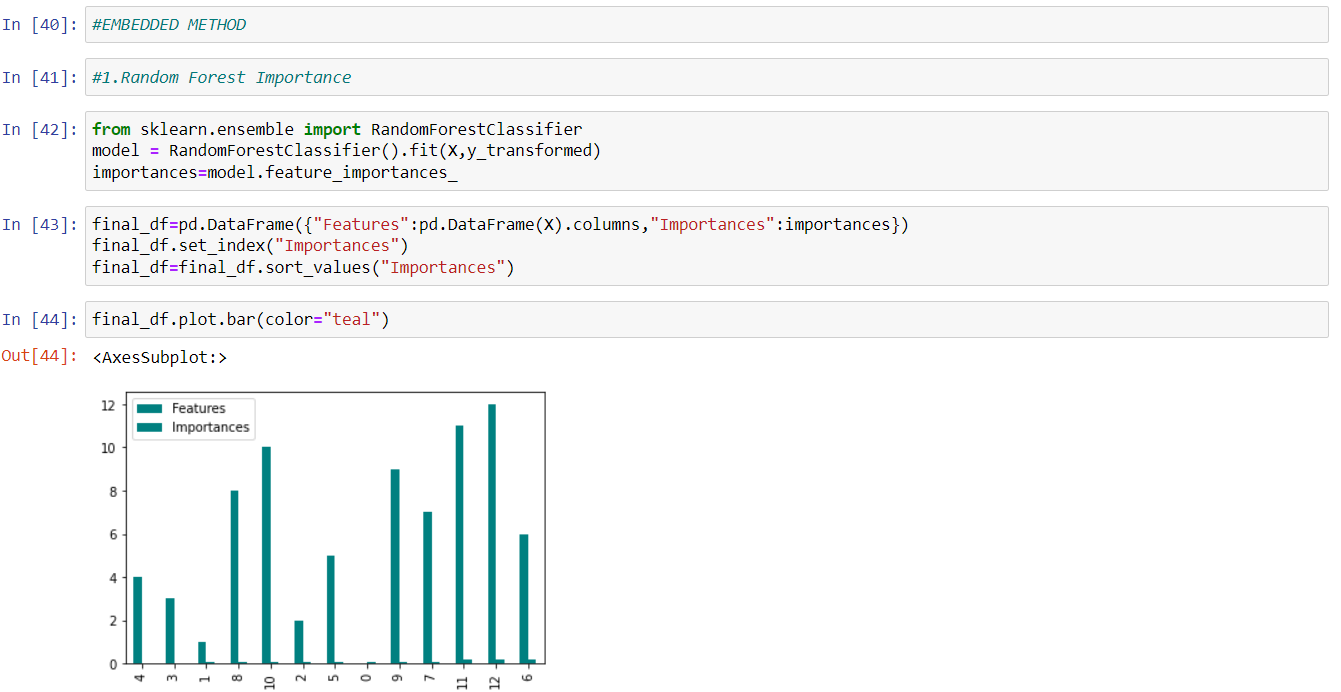 In [40]: #EMBEDDED METHOD
In [41]: #1.Random Forest Importance
In [42]: from sklearn.ensemble import RandomForestClassifier
model = RandomForestClassifier().fit(X,y_transformed)
importances=model.feature_importances_
In [43]: final_df=pd.DataFrame({"Features":pd.DataFrame(X).columns,"Importances":importances})
final_df.set_index("Importances")
final_df=final_df.sort_values("Importances")
In [44]: final_df.plot.bar(color="teal")
Out[44]: <AxesSubplot:>
Features
Importances
12
10
8
6
4
2
0
4 3 1 8 10 2 5 0 9 7 11 12 6